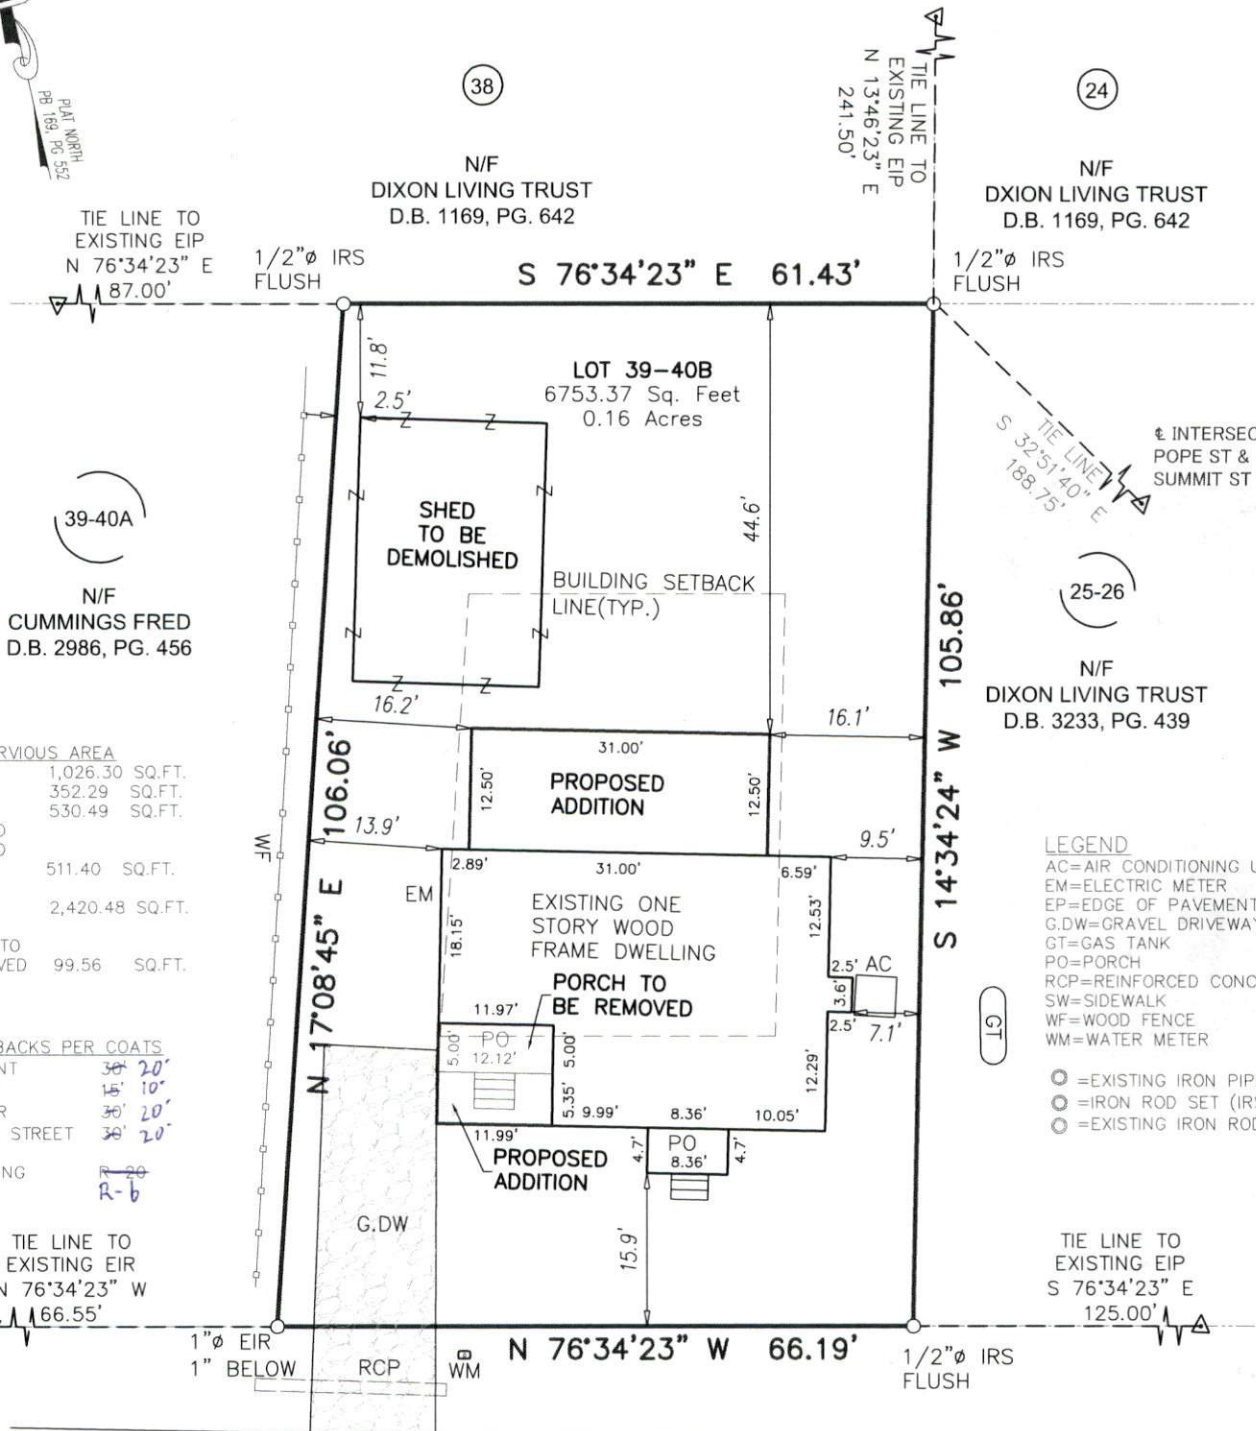 PLAT NORTH
PB 169, PG 552
38
N/F
DIXON LIVING TRUST
D.B. 1169, PG. 642
TIE LINE TO
EXISTING EIP
N 13°46'23" E
241.50'
24
N/F
DXION LIVING TRUST
D.B. 1169, PG. 642
TIE LINE TO
EXISTING EIP
N 76°34'23" E
87.00'
1/2"ø IRS
FLUSH
S 76°34'23" E 61.43'
1/2"ø IRS
FLUSH
11.8'
2.5'
LOT 39-40B
6753.37 Sq. Feet
0.16 Acres
TIE LINE
S 32°51'40" E
188.75'
℄ INTERSEC
POPE ST &
SUMMIT ST
39-40A
N/F
CUMMINGS FRED
D.B. 2986, PG. 456
SHED
TO BE
DEMOLISHED
44.6'
BUILDING SETBACK
LINE(TYP.)
25-26
N/F
DIXON LIVING TRUST
D.B. 3233, PG. 439
S 14°34'24" W 105.86'
16.2'
16.1'
RVIOUS AREA
1,026.30 SQ.FT.
352.29 SQ.FT.
530.49 SQ.FT.
511.40 SQ.FT.
2,420.48 SQ.FT.
TO
VED 99.56 SQ.FT.
N 17°08'45" E 106.06'
WF
31.00'
12.50'
PROPOSED
ADDITION
12.50'
13.9'
9.5'
2.89'
31.00'
6.59'
EM
18.15'
EXISTING ONE
STORY WOOD
FRAME DWELLING
12.53'
PORCH TO
BE REMOVED
2.5' AC
3.6'
2.5'
7.1'
11.97'
5.00'
PO
12.12'
5.00'
5.35'
9.99'
8.36'
10.05'
12.29'
11.99'
PROPOSED
ADDITION
4.7'
PO
8.36'
4.7'
15.9'
GT
LEGEND
AC=AIR CONDITIONING U
EM=ELECTRIC METER
EP=EDGE OF PAVEMENT
G.DW=GRAVEL DRIVEWAY
GT=GAS TANK
PO=PORCH
RCP=REINFORCED CONC
SW=SIDEWALK
WF=WOOD FENCE
WM=WATER METER
=EXISTING IRON PIP
=IRON ROD SET (IRS
=EXISTING IRON ROD
BACKS PER COATS
NT 30' 20'
15' 10'
R 30' 20'
STREET 30' 20'
NG R-20
R-6
G.DW
TIE LINE TO
EXISTING EIR
N 76°34'23" W
66.55'
TIE LINE TO
EXISTING EIP
S 76°34'23" E
125.00'
1"ø EIR
1" BELOW
RCP
WM
N 76°34'23" W 66.19'
1/2"ø IRS
FLUSH